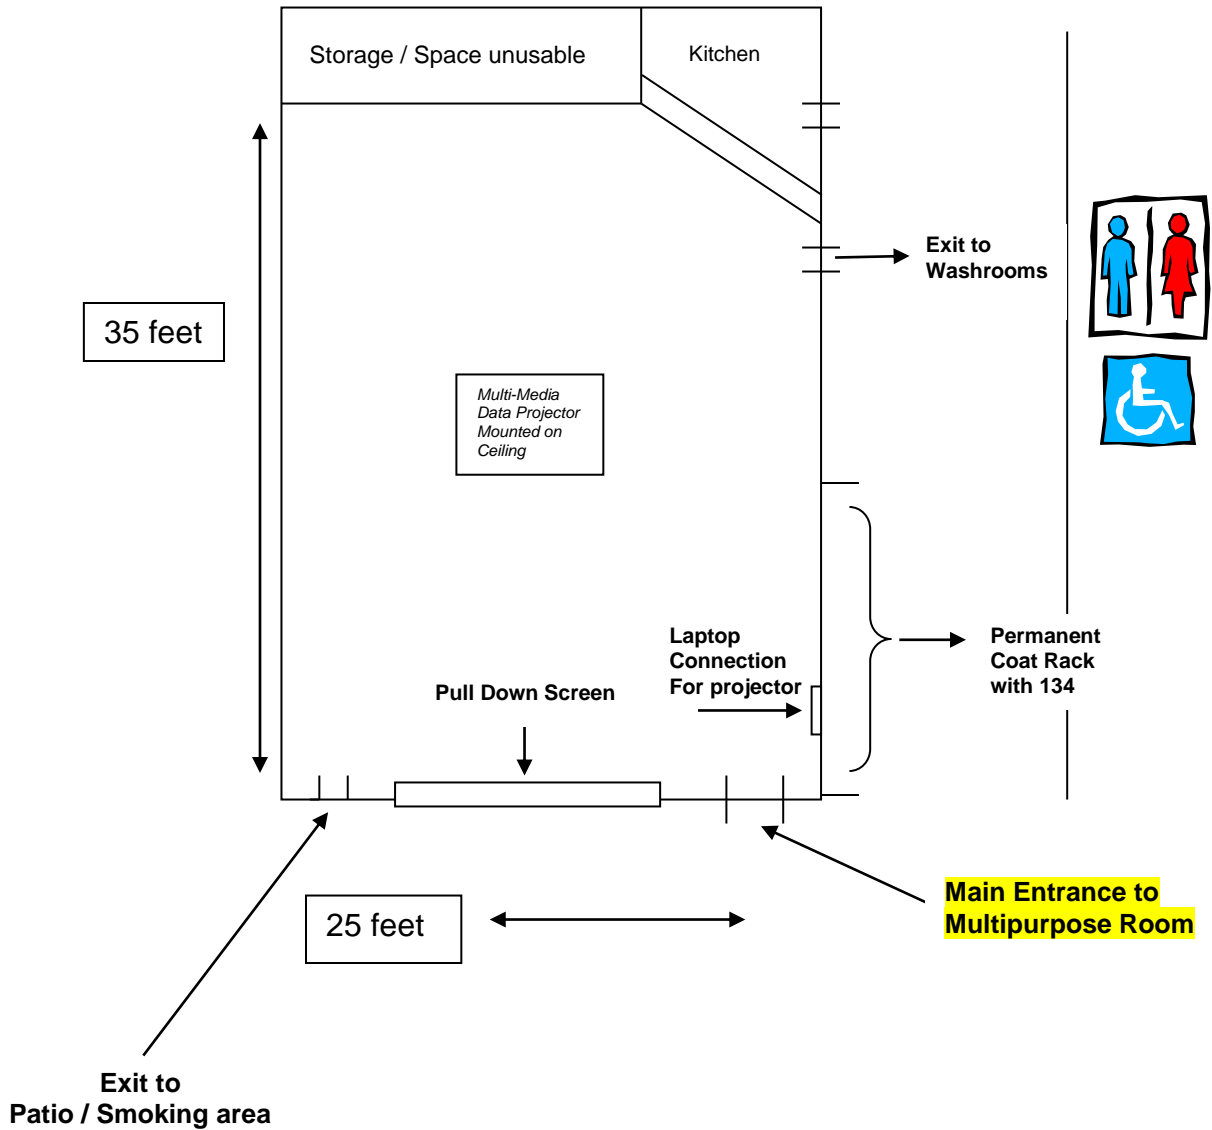 Storage / Space unusable
Kitchen
Exit to
Washrooms
35 feet
Multi-Media
Data Projector
Mounted on
Ceiling
Laptop
Connection
For projector
Permanent
Coat Rack
with 134
Pull Down Screen
Main Entrance to
Multipurpose Room
25 feet
Exit to
Patio / Smoking area